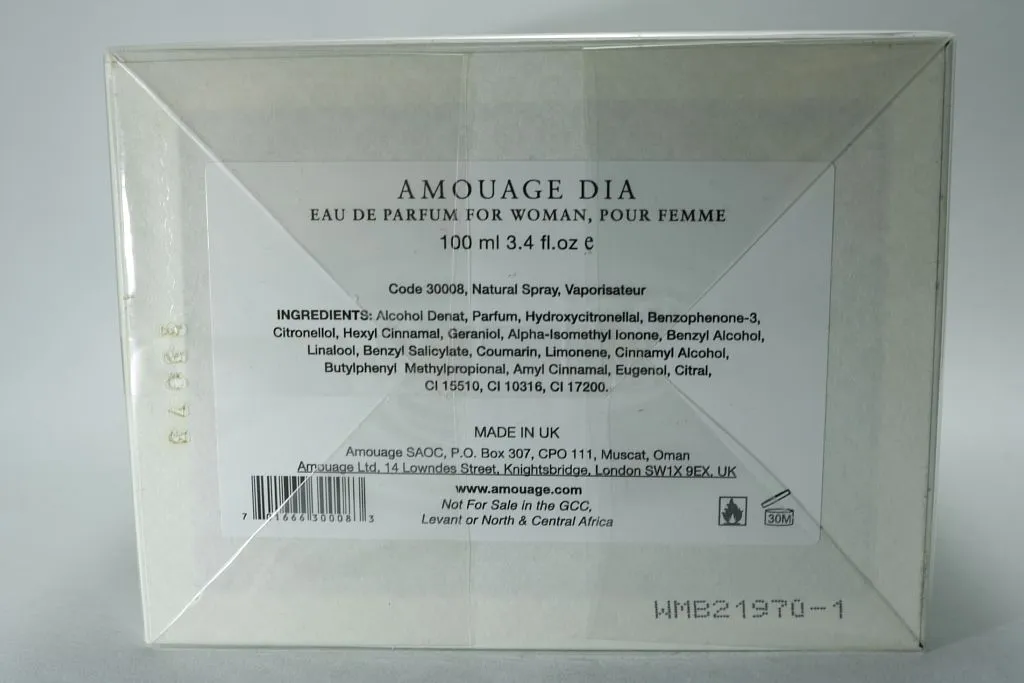 AMOUAGE DIA
EAU DE PARFUM FOR WOMAN, POUR FEMME
100 ml 3.4 fl.oz ℮
Code 30008, Natural Spray, Vaporisateur
INGREDIENTS: Alcohol Denat, Parfum, Hydroxycitronellal, Benzophenone-3,
Citronellol, Hexyl Cinnamal, Geraniol, Alpha-Isomethyl Ionone, Benzyl Alcohol,
Linalool, Benzyl Salicylate, Coumarin, Limonene, Cinnamyl Alcohol,
Butylphenyl Methylpropional, Amyl Cinnamal, Eugenol, Citral,
CI 15510, CI 10316, CI 17200.
MADE IN UK
Amouage SAOC, P.O. Box 307, CPO 111, Muscat, Oman
Amouage Ltd, 14 Lowndes Street, Knightsbridge, London SW1X 9EX, UK
www.amouage.com
Not For Sale in the GCC,
Levant or North & Central Africa
30M
WMB21970-1